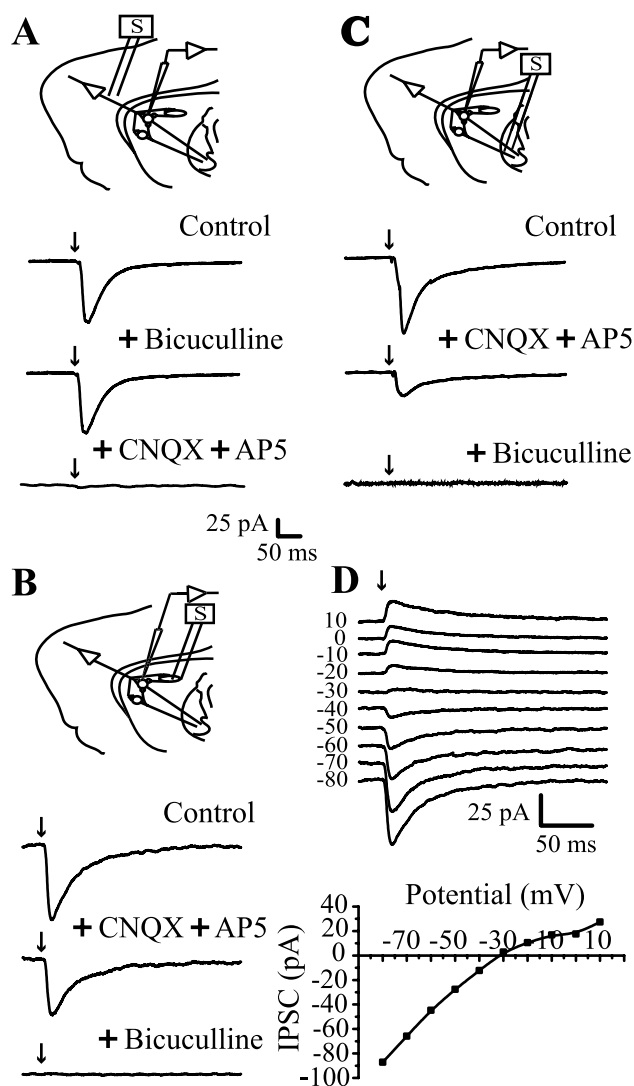 A
S
Control
+ Bicuculline
+ CNQX + AP5
25 pA
50 ms
C
S
Control
+ CNQX + AP5
+ Bicuculline
B
S
Control
+ CNQX + AP5
+ Bicuculline
D
10
0
-10
-20
-30
-40
-50
-60
-70
-80
25 pA
50 ms
Potential (mV)
IPSC (pA)
40
20
0
-20
-40
-60
-80
-100
-70 -50 -30 -10 10